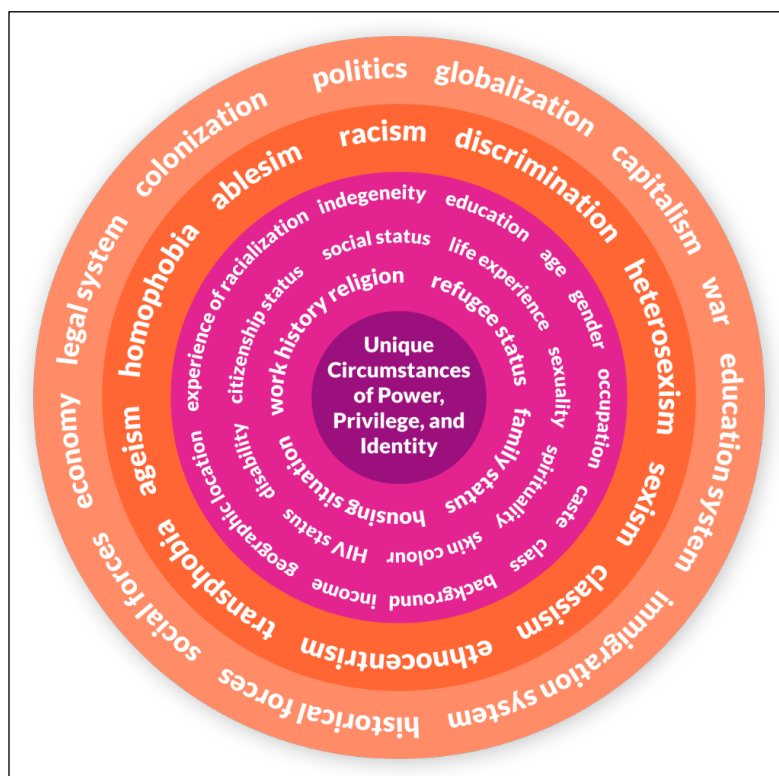 politics globalization capitalism war education system immigration system historical forces social forces economy legal system colonization
racism discrimination heterosexism sexism classism ethnocentrism transphobia ageism homophobia ablesim
indegeneity education age gender occupation caste class background income geographic location experience of racialization
social status life experience sexuality spirituality skin colour HIV status disability citizenship status
religion refugee status family status housing situation work history
Unique
Circumstances
of Power,
Privilege, and
Identity